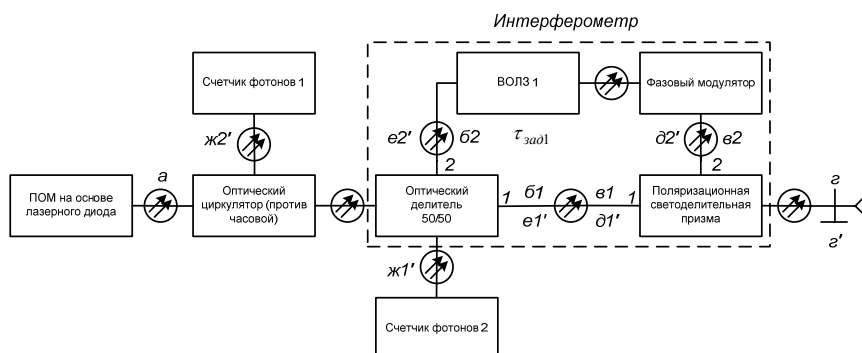 Интерферометр
Счетчик фотонов 1
ВОЛЗ 1
Фазовый модулятор
ж2′
е2′
б2
τзад1
д2′
в2
2
2
а
г
ПОМ на основе
лазерного диода
Оптический
циркулятор (против
часовой)
Оптический
делитель
50/50
1
б1
в1
1
е1′
д1′
Поляризационная
светоделительная
призма
г′
ж1′
Счетчик фотонов 2